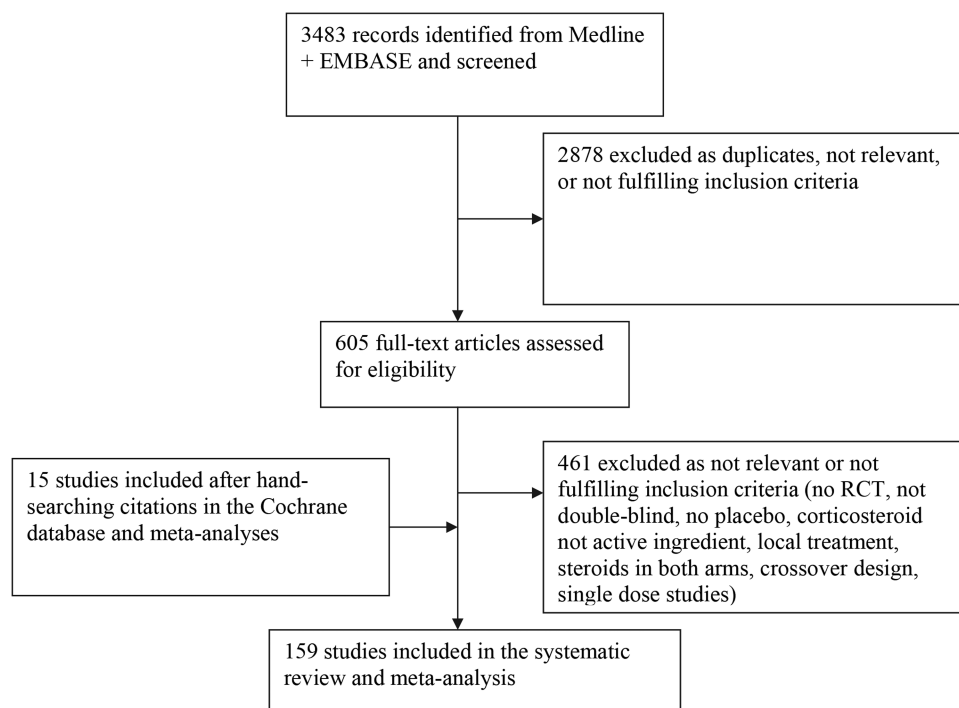 3483 records identified from Medline
+ EMBASE and screened
2878 excluded as duplicates, not relevant,
or not fulfilling inclusion criteria
605 full-text articles assessed
for eligibility
15 studies included after hand-
searching citations in the Cochrane
database and meta-analyses
461 excluded as not relevant or not
fulfilling inclusion criteria (no RCT, not
double-blind, no placebo, corticosteroid
not active ingredient, local treatment,
steroids in both arms, crossover design,
single dose studies)
159 studies included in the systematic
review and meta-analysis